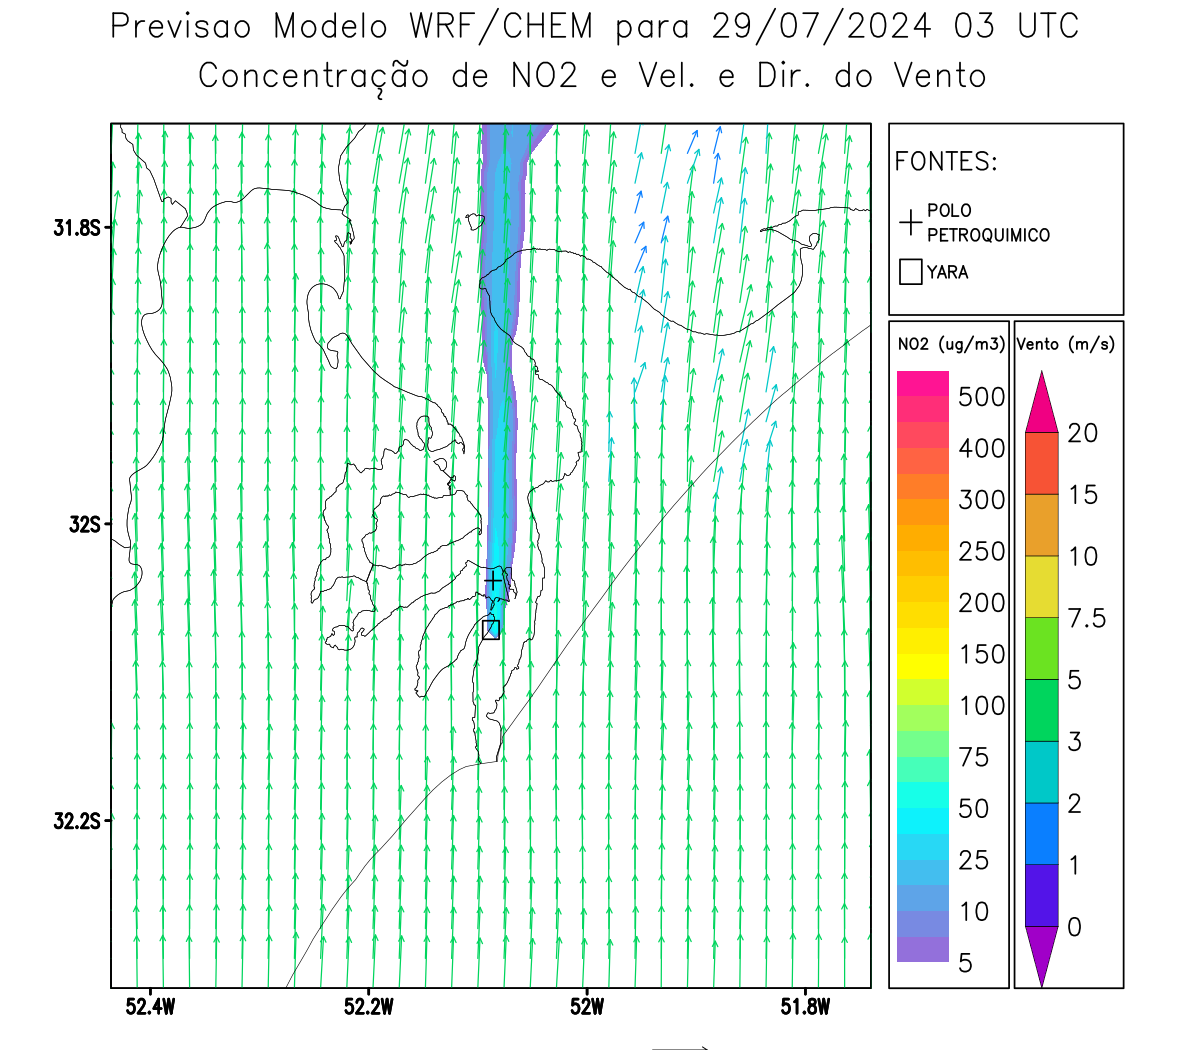 Previsao Modelo WRF/CHEM para 29/07/2024 03 UTC
Concentração de NO2 e Vel. e Dir. do Vento
FONTES:
POLO
PETROQUIMICO
YARA
NO2 (ug/m3)
500
400
300
250
200
150
100
75
50
25
10
5
Vento (m/s)
20
15
10
7.5
5
3
2
1
0
31.8S
32S
32.2S
52.4W
52.2W
52W
51.8W